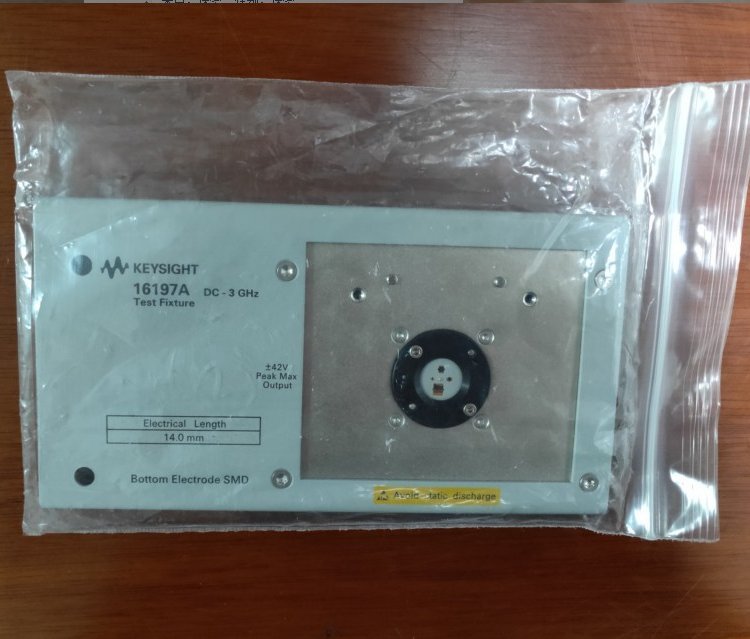 KEYSIGHT
16197A DC - 3 GHz
Test Fixture
±42V
Peak Max
Output
Electrical Length
14.0 mm
Bottom Electrode SMD
Avoid static discharge